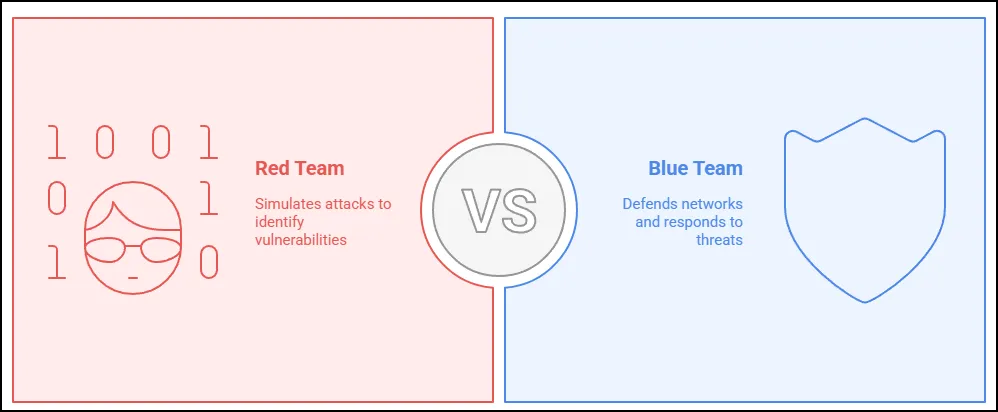 1 0 0 1
0 1
1 0
Red Team
Simulates attacks to
identify
vulnerabilities
VS
Blue Team
Defends networks
and responds to
threats